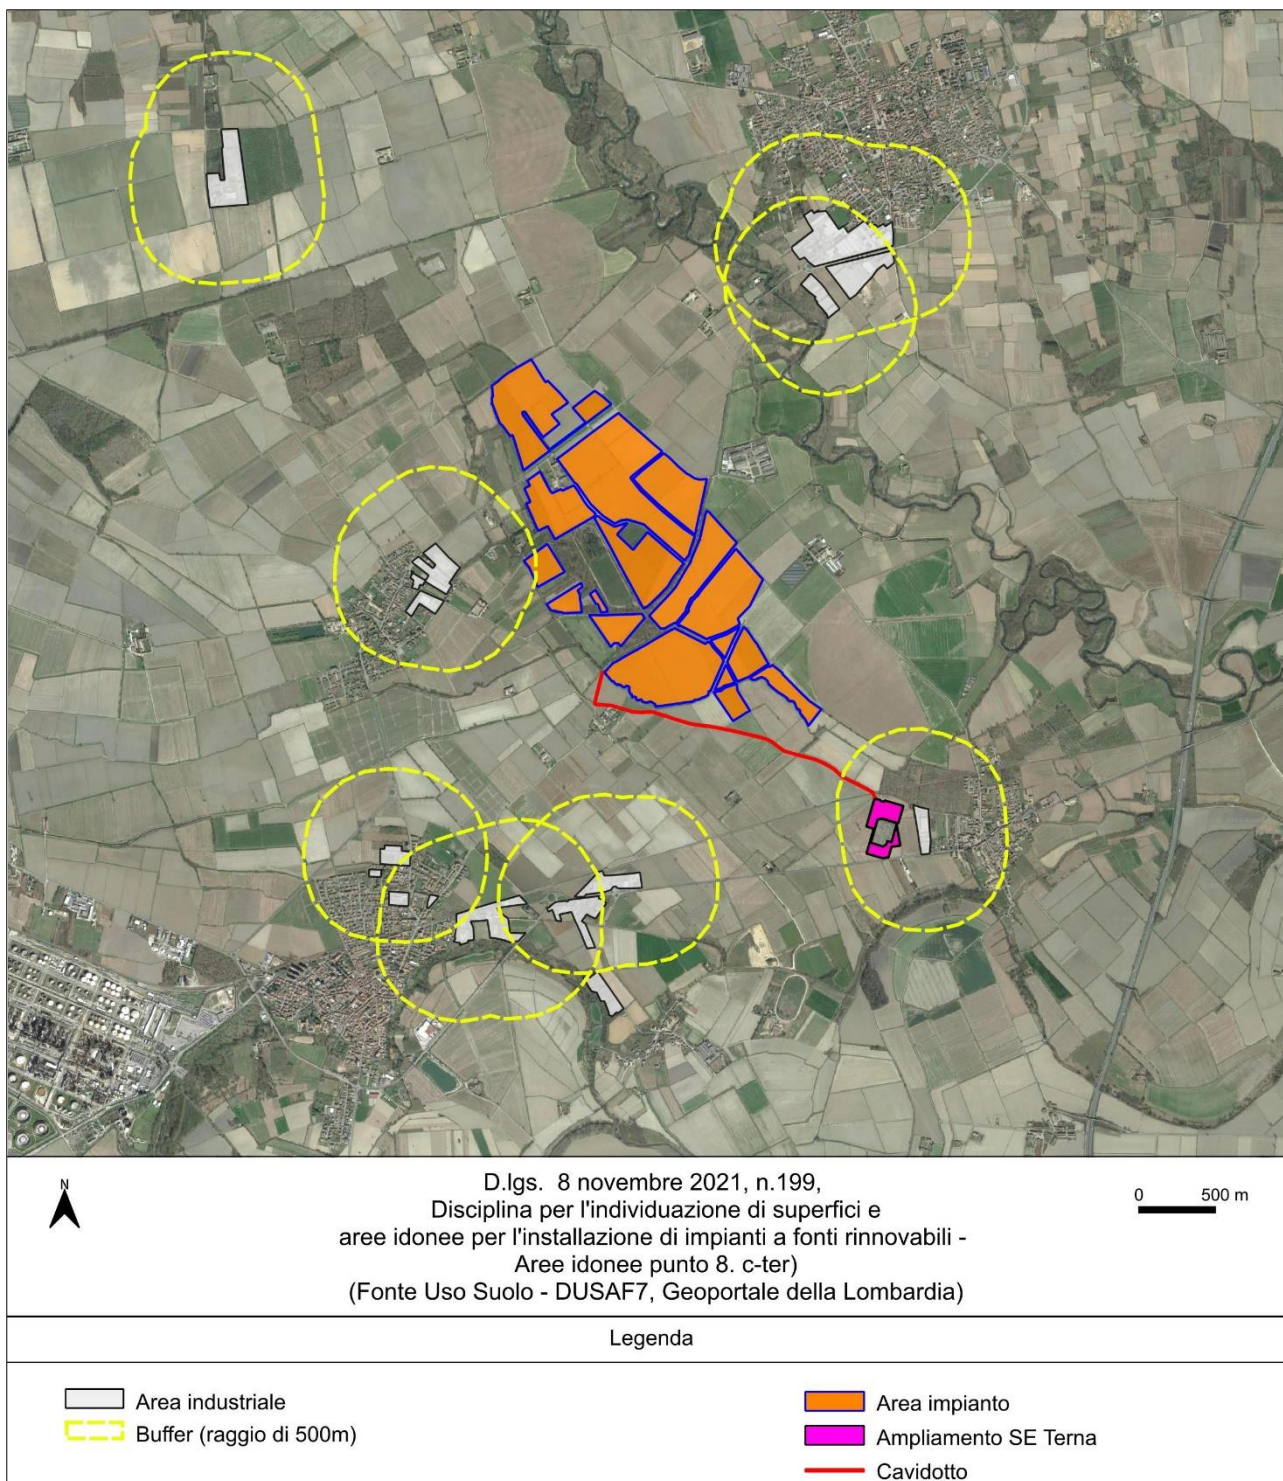 N
D.lgs. 8 novembre 2021, n.199,
Disciplina per l'individuazione di superfici e
aree idonee per l'installazione di impianti a fonti rinnovabili -
Aree idonee punto 8. c-ter)
(Fonte Uso Suolo - DUSAF7, Geoportale della Lombardia)
0 500 m
Legenda
Area industriale
Buffer (raggio di 500m)
Area impianto
Ampliamento SE Terna
Cavidotto